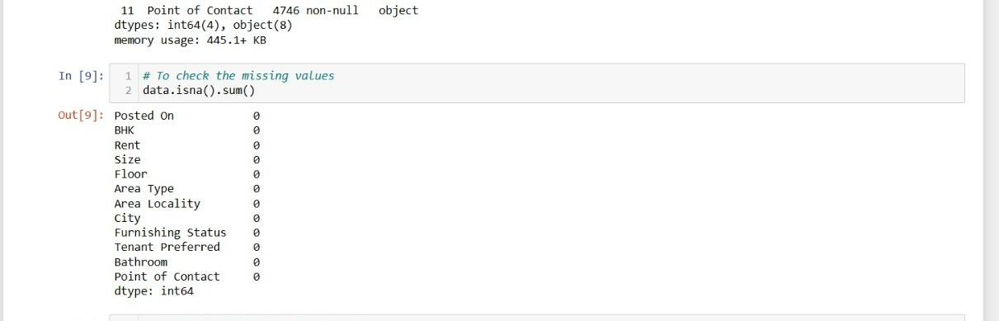 11  Point of Contact   4746 non-null   object
dtypes: int64(4), object(8)
memory usage: 445.1+ KB
In [9]:
1 # To check the missing values
2 data.isna().sum()
Out[9]:
Posted On            0
BHK                  0
Rent                 0
Size                 0
Floor                0
Area Type            0
Area Locality        0
City                 0
Furnishing Status    0
Tenant Preferred     0
Bathroom             0
Point of Contact     0
dtype: int64